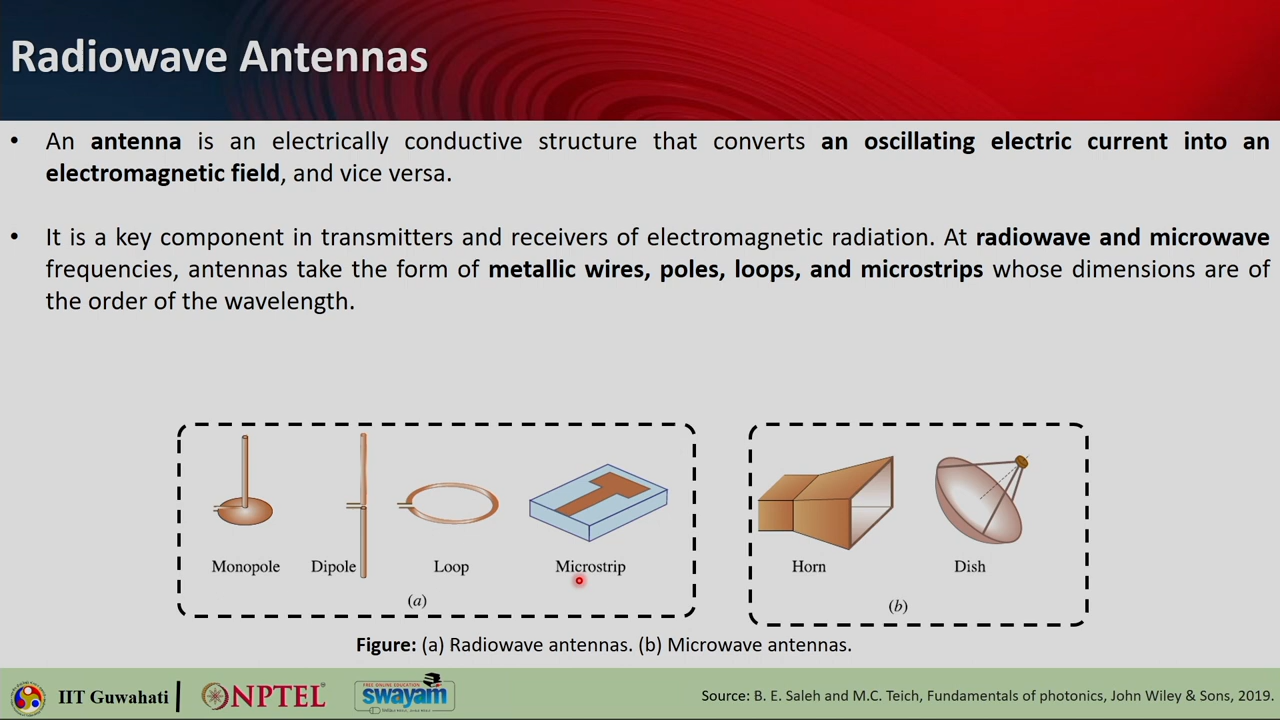 Radiowave Antennas
• An antenna is an electrically conductive structure that converts an oscillating electric current into an
electromagnetic field, and vice versa.
• It is a key component in transmitters and receivers of electromagnetic radiation. At radiowave and microwave
frequencies, antennas take the form of metallic wires, poles, loops, and microstrips whose dimensions are of
the order of the wavelength.
Monopole Dipole Loop Microstrip
(a)
Horn Dish
(b)
Figure: (a) Radiowave antennas. (b) Microwave antennas.
IIT Guwahati
NPTEL
FREE ONLINE EDUCATION
swayam
Source: B. E. Saleh and M.C. Teich, Fundamentals of photonics, John Wiley & Sons, 2019.